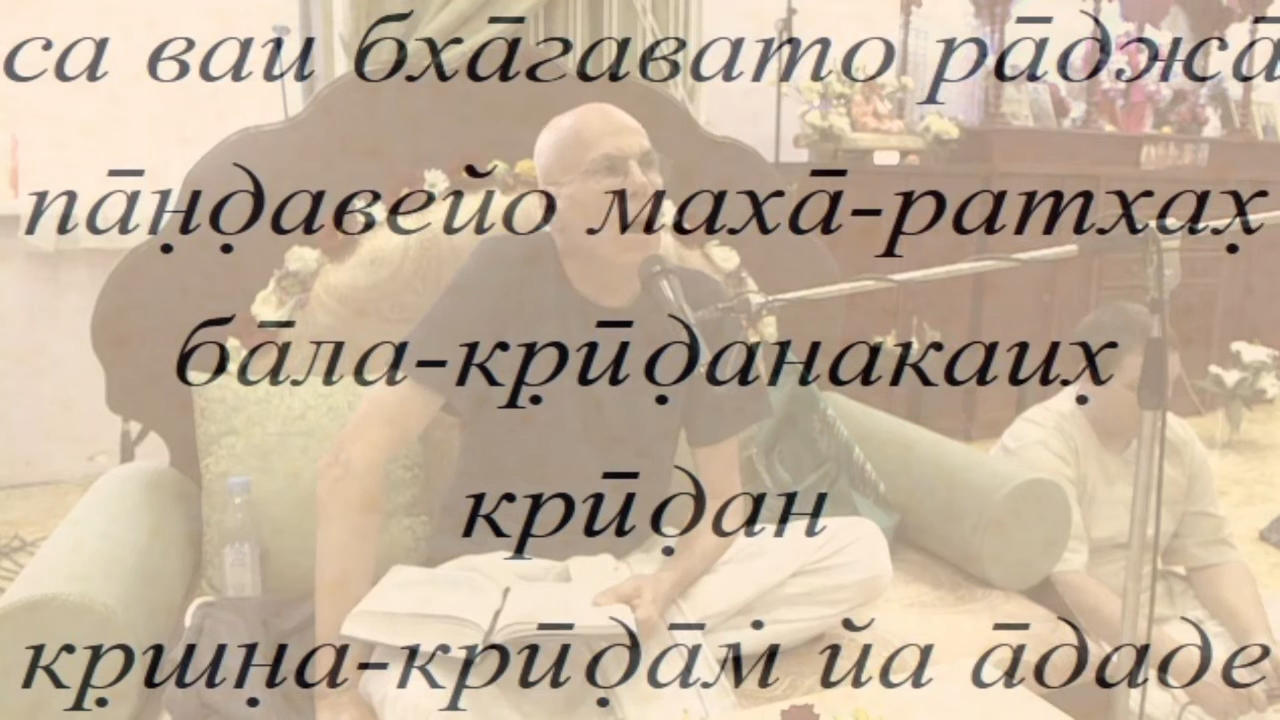 са ваи бха̄гавато ра̄джа̄
па̄н̣д̣авейо маха̄-ратхах̣
ба̄ла-кр̣ӣд̣анакаих̣
кр̣ӣд̣ан
кр̣шн̣а-кр̣ӣд̣а̄м̇ йа а̄даде